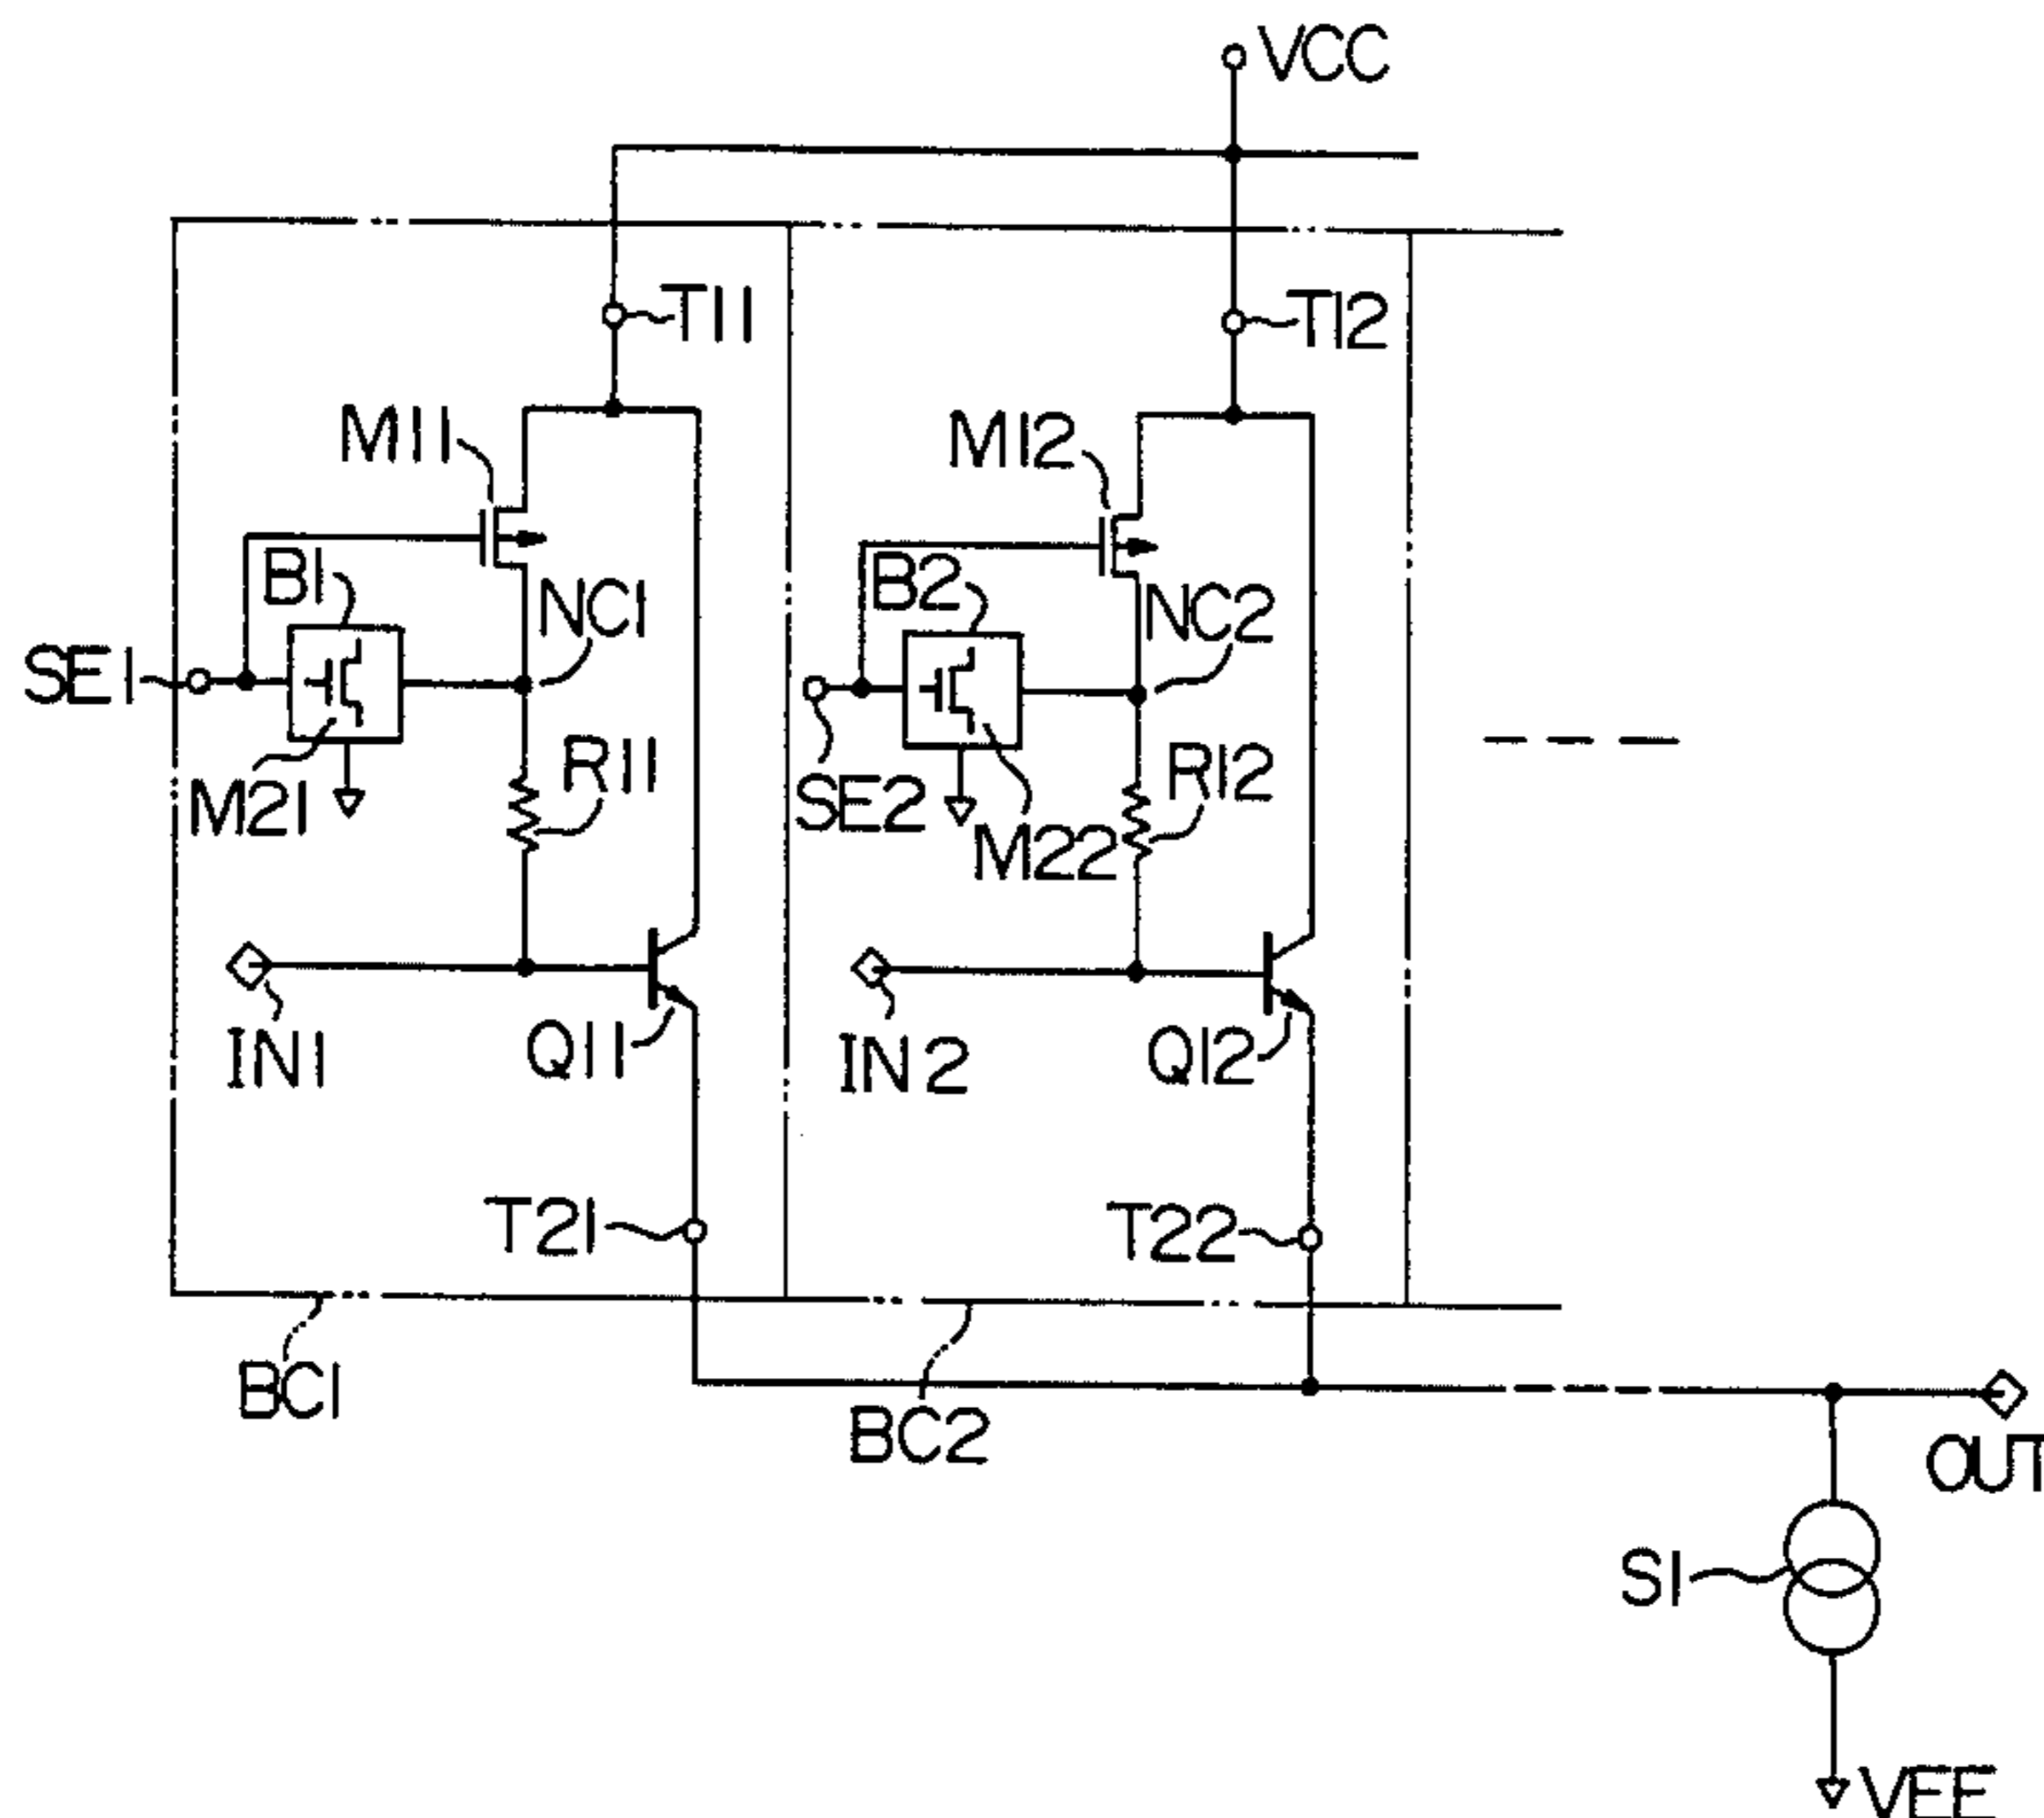 VCC
T11
T12
M11
M12
B1
NC1
B2
NC2
SE1
R11
R12
M21
SE2
M22
IN1
Q11
IN2
Q12
T21
T22
BC1
BC2
OUT
S1
VEE